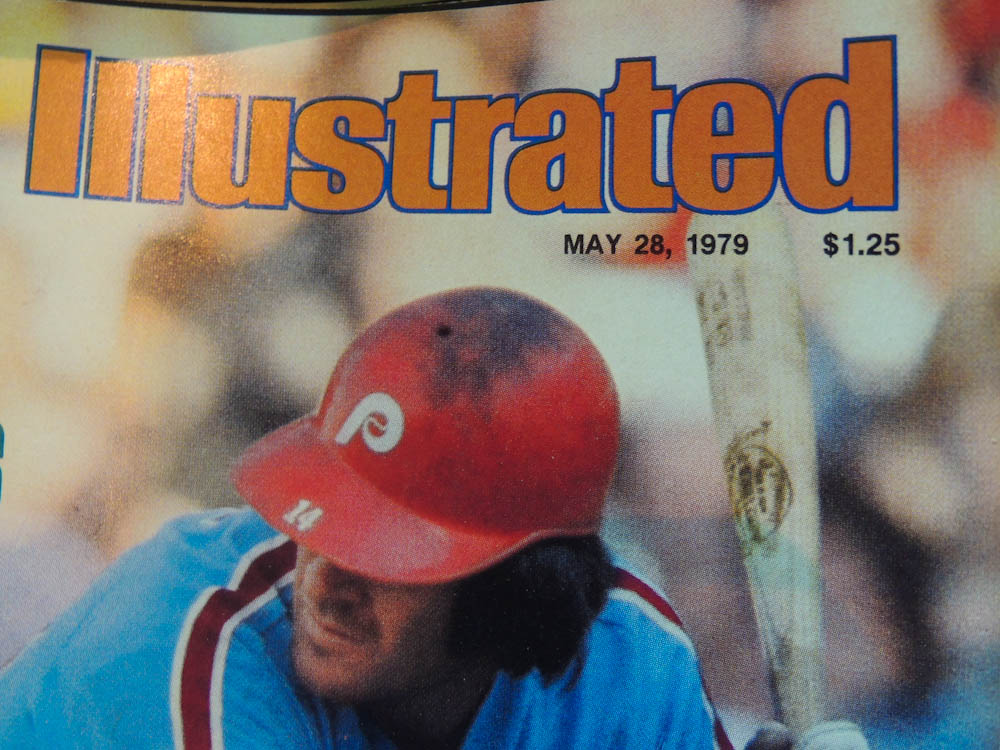 Illustrated
MAY 28, 1979 $1.25
P
14